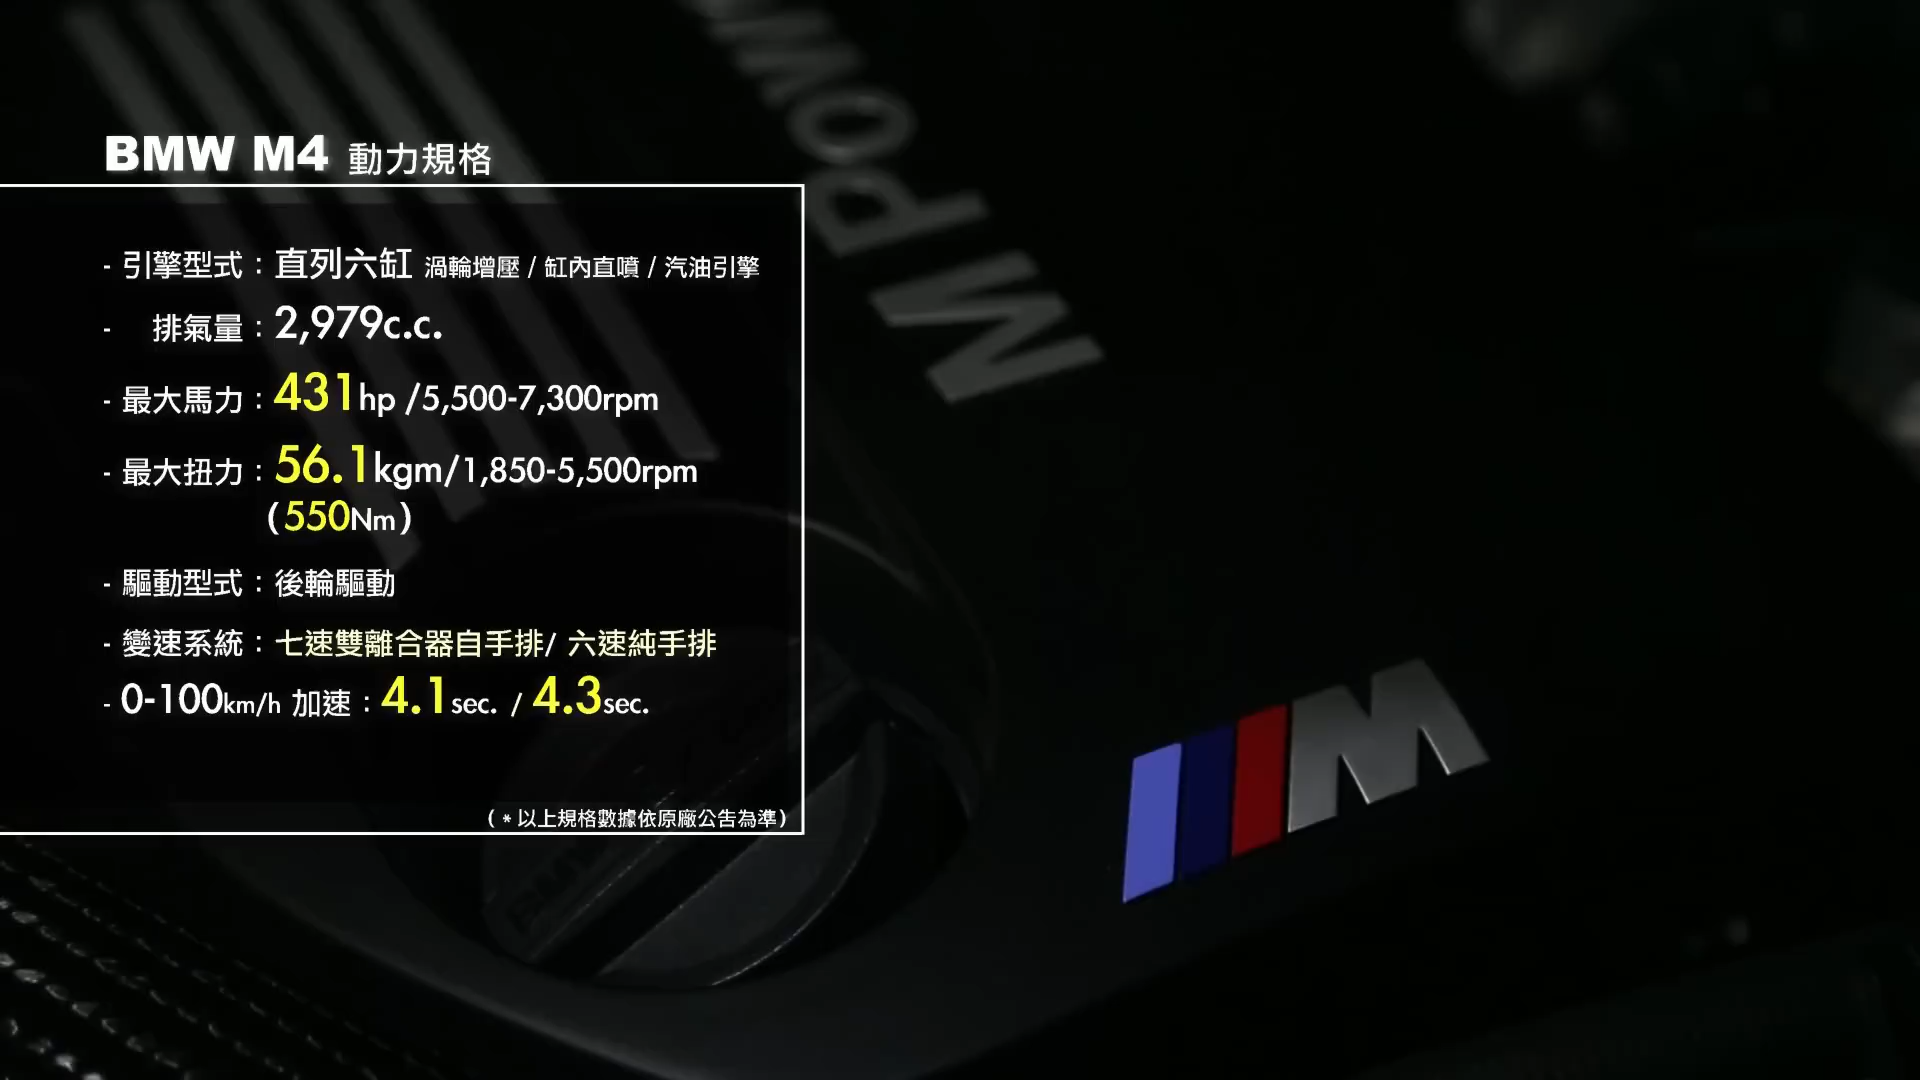 BMW M4 動力規格
- 引擎型式：直列六缸 渦輪增壓 / 缸內直噴 / 汽油引擎
- 排氣量：2,979c.c.
- 最大馬力：431hp /5,500-7,300rpm
- 最大扭力：56.1kgm/1,850-5,500rpm
(550Nm)
- 驅動型式：後輪驅動
- 變速系統：七速雙離合器自手排/ 六速純手排
- 0-100km/h 加速：4.1sec. / 4.3sec.
( * 以上規格數據依原廠公告為準)
M POW
M